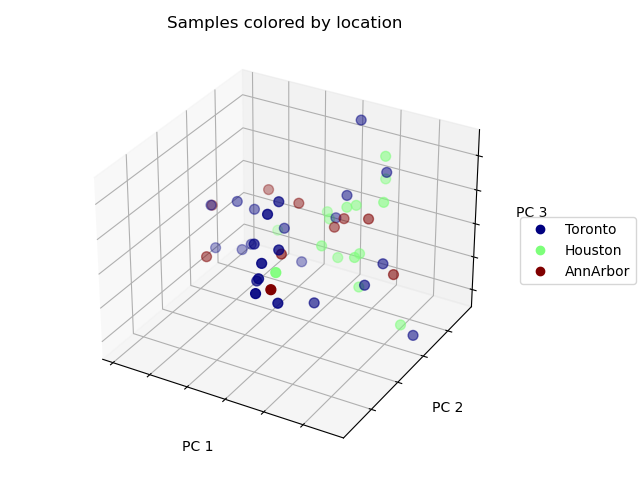 Samples colored by location
PC 3
Toronto
Houston
AnnArbor
PC 2
PC 1